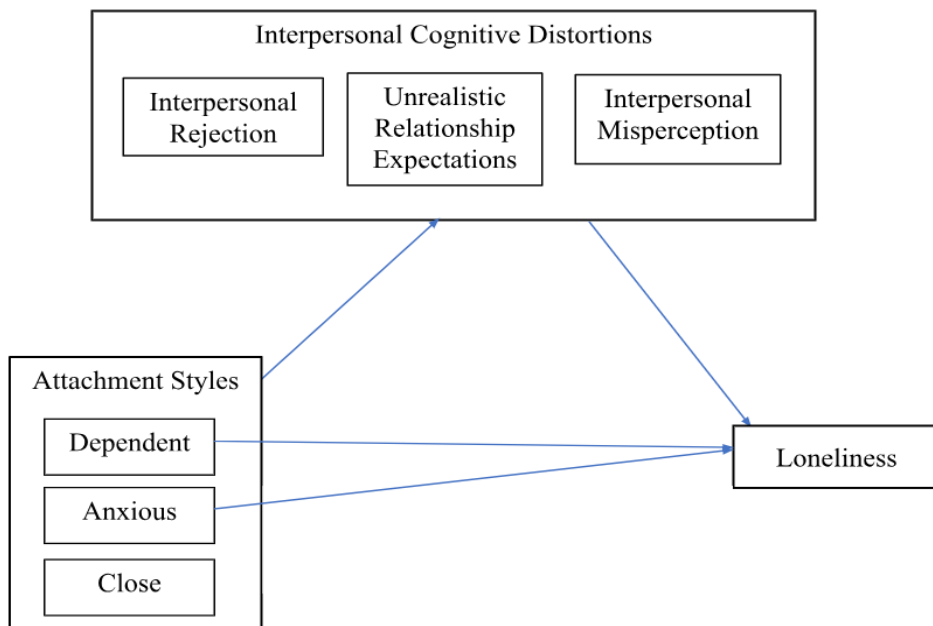 Interpersonal Cognitive Distortions
Interpersonal
Rejection
Unrealistic
Relationship
Expectations
Interpersonal
Misperception
Attachment Styles
Dependent
Anxious
Close
Loneliness